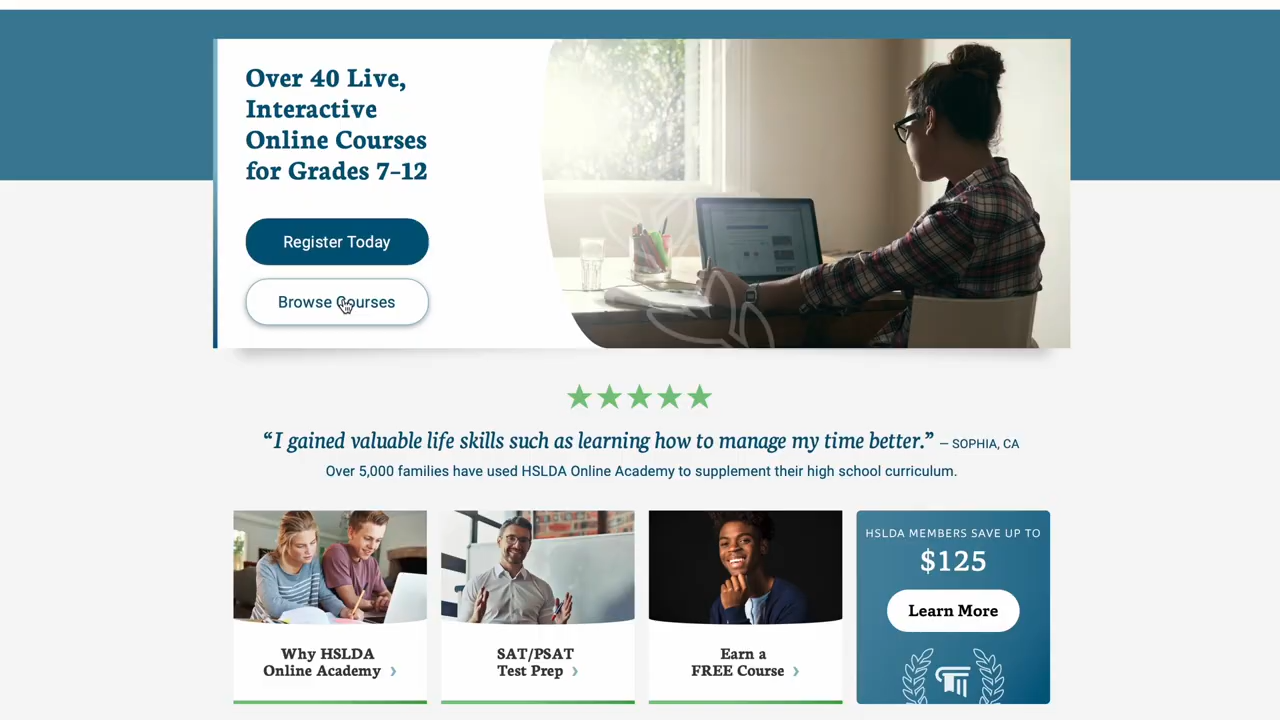 Over 40 Live,
Interactive
Online Courses
for Grades 7–12
Register Today
Browse Courses
“I gained valuable life skills such as learning how to manage my time better.” — SOPHIA, CA
Over 5,000 families have used HSLDA Online Academy to supplement their high school curriculum.
Why HSLDA
Online Academy ›
SAT/PSAT
Test Prep ›
Earn a
FREE Course ›
HSLDA MEMBERS SAVE UP TO
$125
Learn More